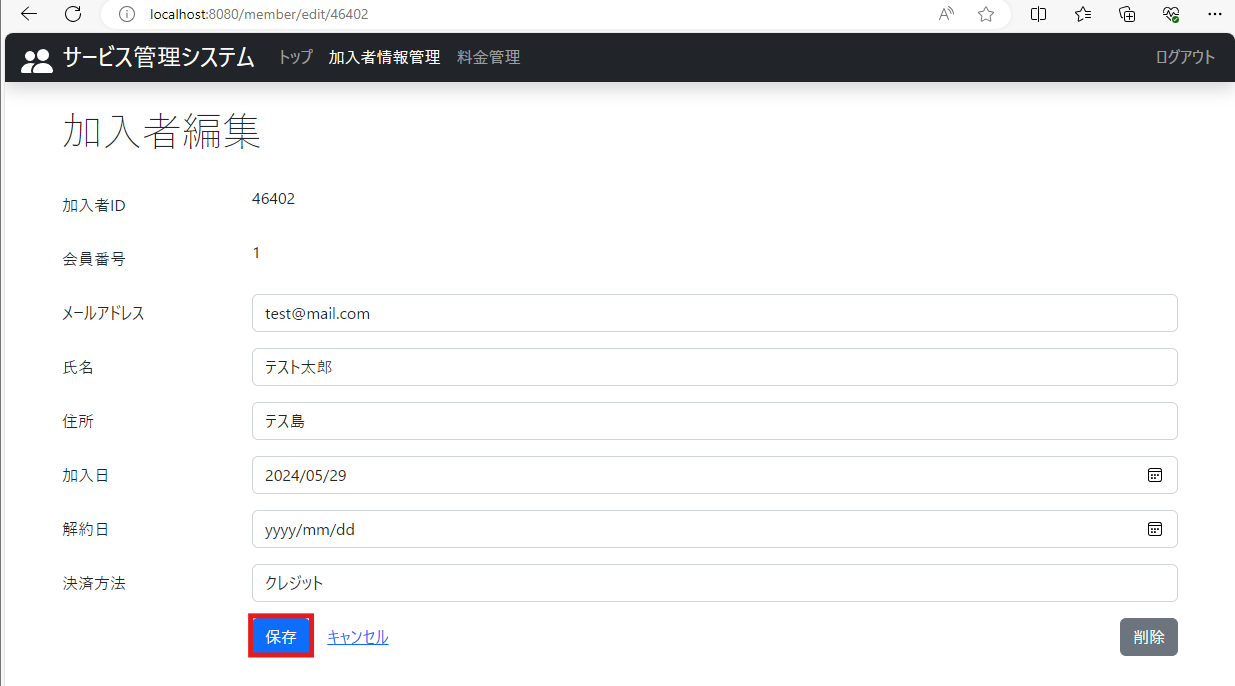 localhost:8080/member/edit/46402
サービス管理システム トップ 加入者情報管理 料金管理 ログアウト
加入者編集
加入者ID 46402
会員番号 1
メールアドレス test@mail.com
氏名 テスト太郎
住所 テス島
加入日 2024/05/29
解約日 yyyy/mm/dd
決済方法 クレジット
保存 キャンセル 削除